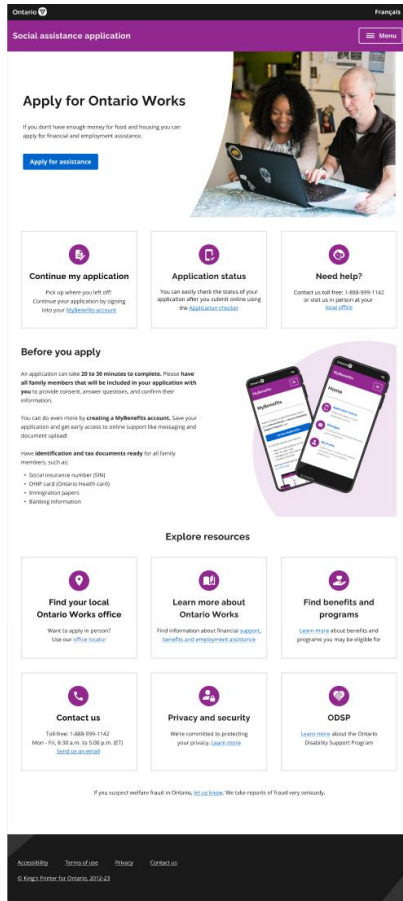 Ontario
Français
Social assistance application
Menu
Apply for Ontario Works
If you don't have enough money for food and housing you can
apply for financial and employment assistance.
Apply for assistance
Continue my application
Pick up where you left off!
Continue your application by signing
into your MyBenefits account
Application status
You can easily check the status of your
application after you submit online using
the Application checker
Need help?
Contact us toll free: 1-888-999-1142
or visit us in person at your
local office
Before you apply
An application can take 20 to 30 minutes to complete. Please have
all family members that will be included in your application with
you to provide consent, answer questions, and confirm their
information.
You can do even more by creating a MyBenefits account. Save your
application and get early access to online support like messaging and
document upload!
Have identification and tax documents ready for all family
members, such as:
• Social insurance number (SIN)
• OHIP card (Ontario Health card)
• Immigration papers
• Banking information
MyBenefits
MyBenefits
Home
Explore resources
Find your local
Ontario Works office
Want to apply in person?
Use our office locator
Learn more about
Ontario Works
Find information about financial support,
benefits and employment assistance
Find benefits and
programs
Learn more about benefits and
programs you may be eligible for
Contact us
Toll-free: 1-888-999-1142
Mon - Fri, 8:30 a.m. to 5:00 p.m. (ET)
Send us an email
Privacy and security
We're committed to protecting
your privacy. Learn more
ODSP
Learn more about the Ontario
Disability Support Program
If you suspect welfare fraud in Ontario, let us know. We take reports of fraud very seriously.
Accessibility
Terms of use
Privacy
Contact us
© King's Printer for Ontario, 2012-23